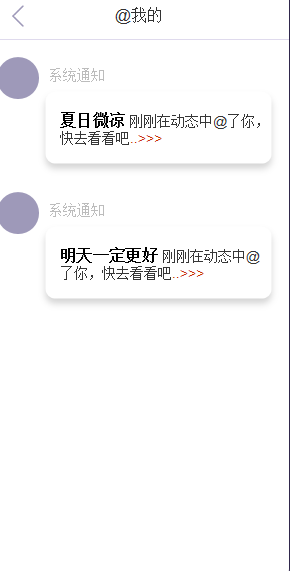 @我的
系统通知
夏日微凉 刚刚在动态中@了你，
快去看看吧..>>>
系统通知
明天一定更好 刚刚在动态中@
了你，快去看看吧..>>>